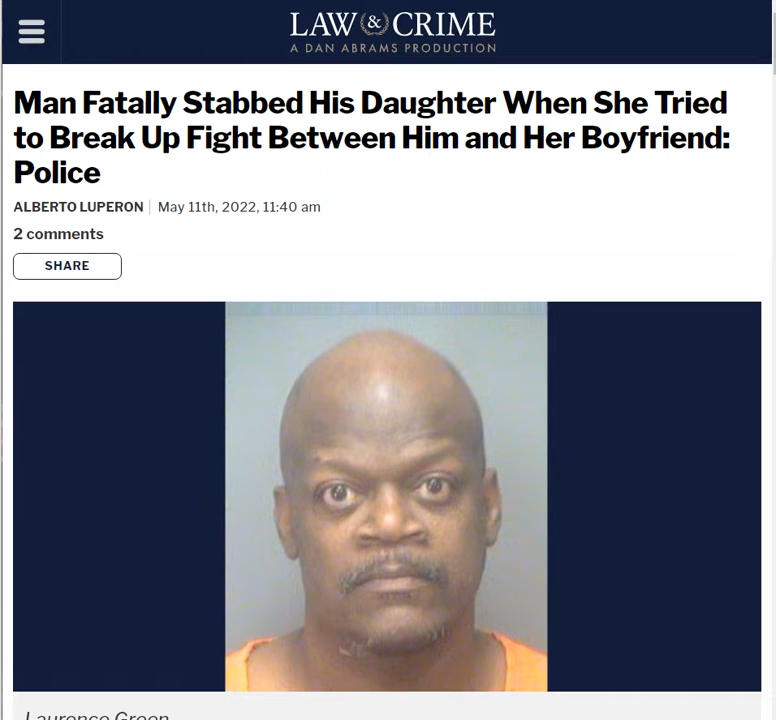 LAW & CRIME
A DAN ABRAMS PRODUCTION
Man Fatally Stabbed His Daughter When She Tried
to Break Up Fight Between Him and Her Boyfriend:
Police
ALBERTO LUPERON | May 11th, 2022, 11:40 am
2 comments
SHARE
Laurence Green